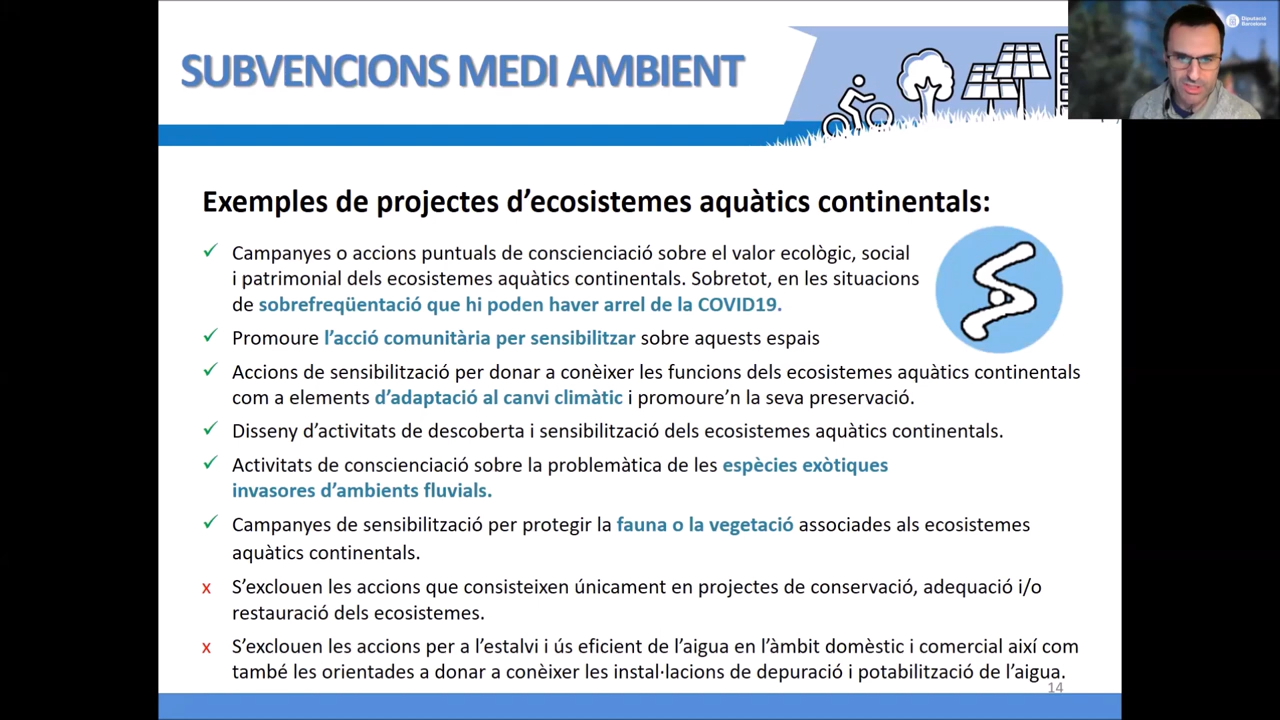 Diputació
Barcelona
SUBVENCIONS MEDI AMBIENT
Exemples de projectes d’ecosistemes aquàtics continentals:
✓ Campanyes o accions puntuals de conscienciació sobre el valor ecològic, social
i patrimonial dels ecosistemes aquàtics continentals. Sobretot, en les situacions
de sobrefreqüentació que hi poden haver arrel de la COVID19.
✓ Promoure l’acció comunitària per sensibilitzar sobre aquests espais
✓ Accions de sensibilització per donar a conèixer les funcions dels ecosistemes aquàtics continentals
com a elements d’adaptació al canvi climàtic i promoure’n la seva preservació.
✓ Disseny d’activitats de descoberta i sensibilització dels ecosistemes aquàtics continentals.
✓ Activitats de conscienciació sobre la problemàtica de les espècies exòtiques
invasores d’ambients fluvials.
✓ Campanyes de sensibilització per protegir la fauna o la vegetació associades als ecosistemes
aquàtics continentals.
x S’exclouen les accions que consisteixen únicament en projectes de conservació, adequació i/o
restauració dels ecosistemes.
x S’exclouen les accions per a l’estalvi i ús eficient de l’aigua en l’àmbit domèstic i comercial així com
també les orientades a donar a conèixer les instal·lacions de depuració i potabilització de l’aigua.
14